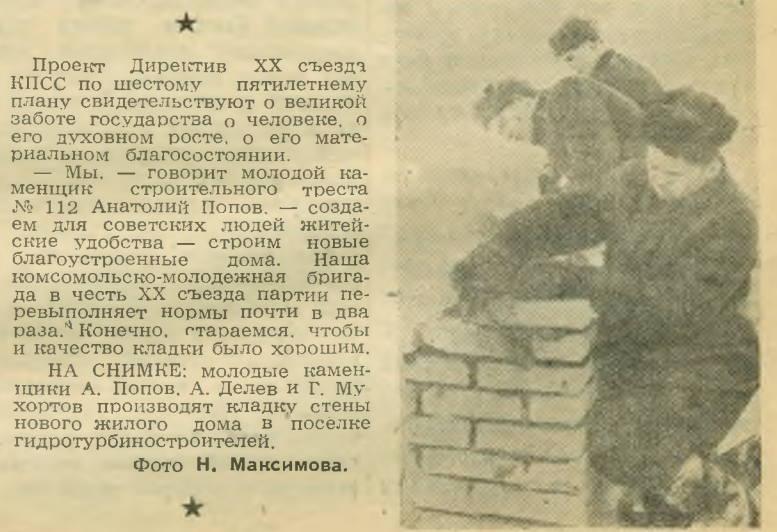 Проект Директив XX съезда
КПСС по шестому пятилетнему
плану свидетельствуют о великой
заботе государства о человеке, о
его духовном росте, о его мате-
риальном благосостоянии.
— Мы, — говорит молодой ка-
менщик строительного треста
№ 112 Анатолий Попов, — созда-
ем для советских людей житей-
ские удобства — строим новые
благоустроенные дома. Наша
комсомольско-молодежная брига-
да в честь XX съезда партии пе-
ревыполняет нормы почти в два
раза. Конечно, стараемся, чтобы
и качество кладки было хорошим.
НА СНИМКЕ: молодые камен-
щики А. Попов, А. Делев и Г. Му
хортов производят кладку стены
нового жилого дома в поселке
гидротурбиностроителей.
Фото Н. Максимова.